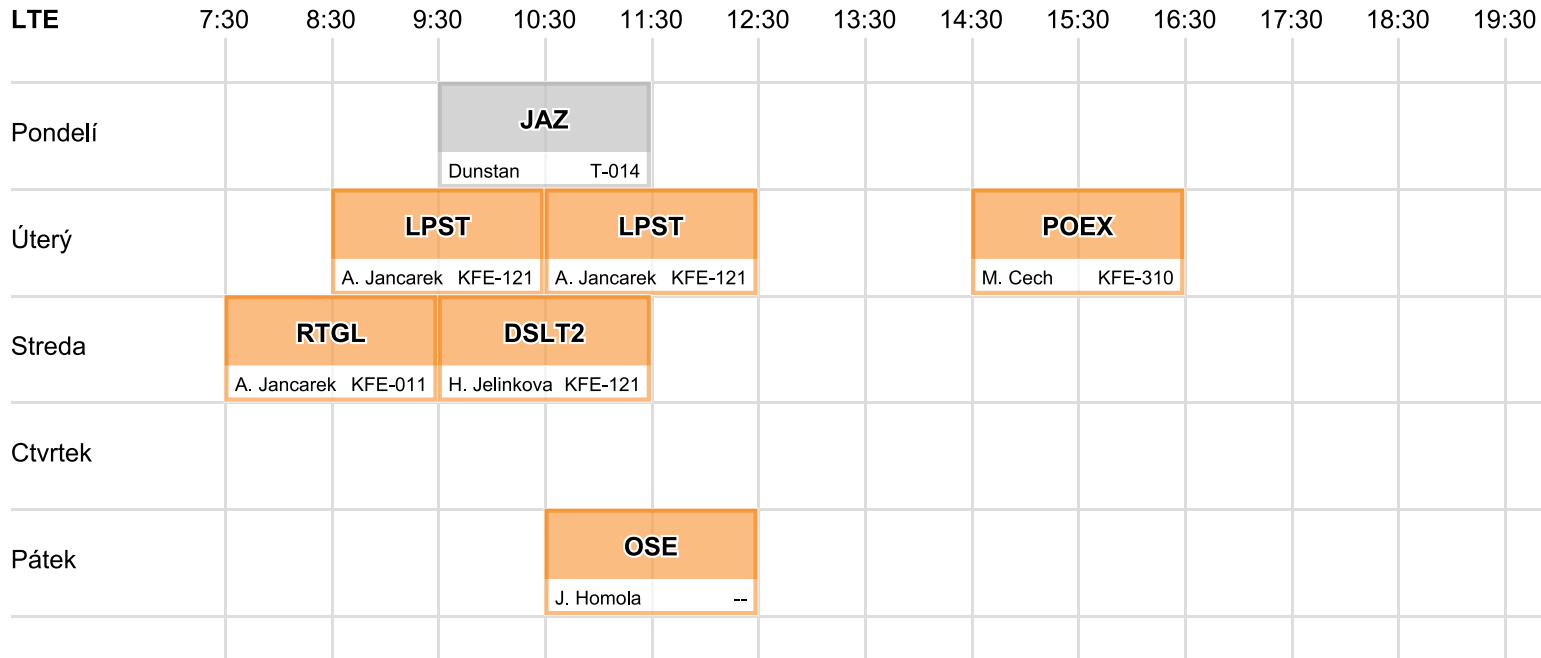 LTE 7:30 8:30 9:30 10:30 11:30 12:30 13:30 14:30 15:30 16:30 17:30 18:30 19:30
Pondelí
JAZ
Dunstan T-014
Úterý
LPST LPST POEX
A. Jancarek KFE-121 A. Jancarek KFE-121 M. Cech KFE-310
Streda
RTGL DSLT2
A. Jancarek KFE-011 H. Jelinkova KFE-121
Ctvrtek
Pátek
OSE
J. Homola --